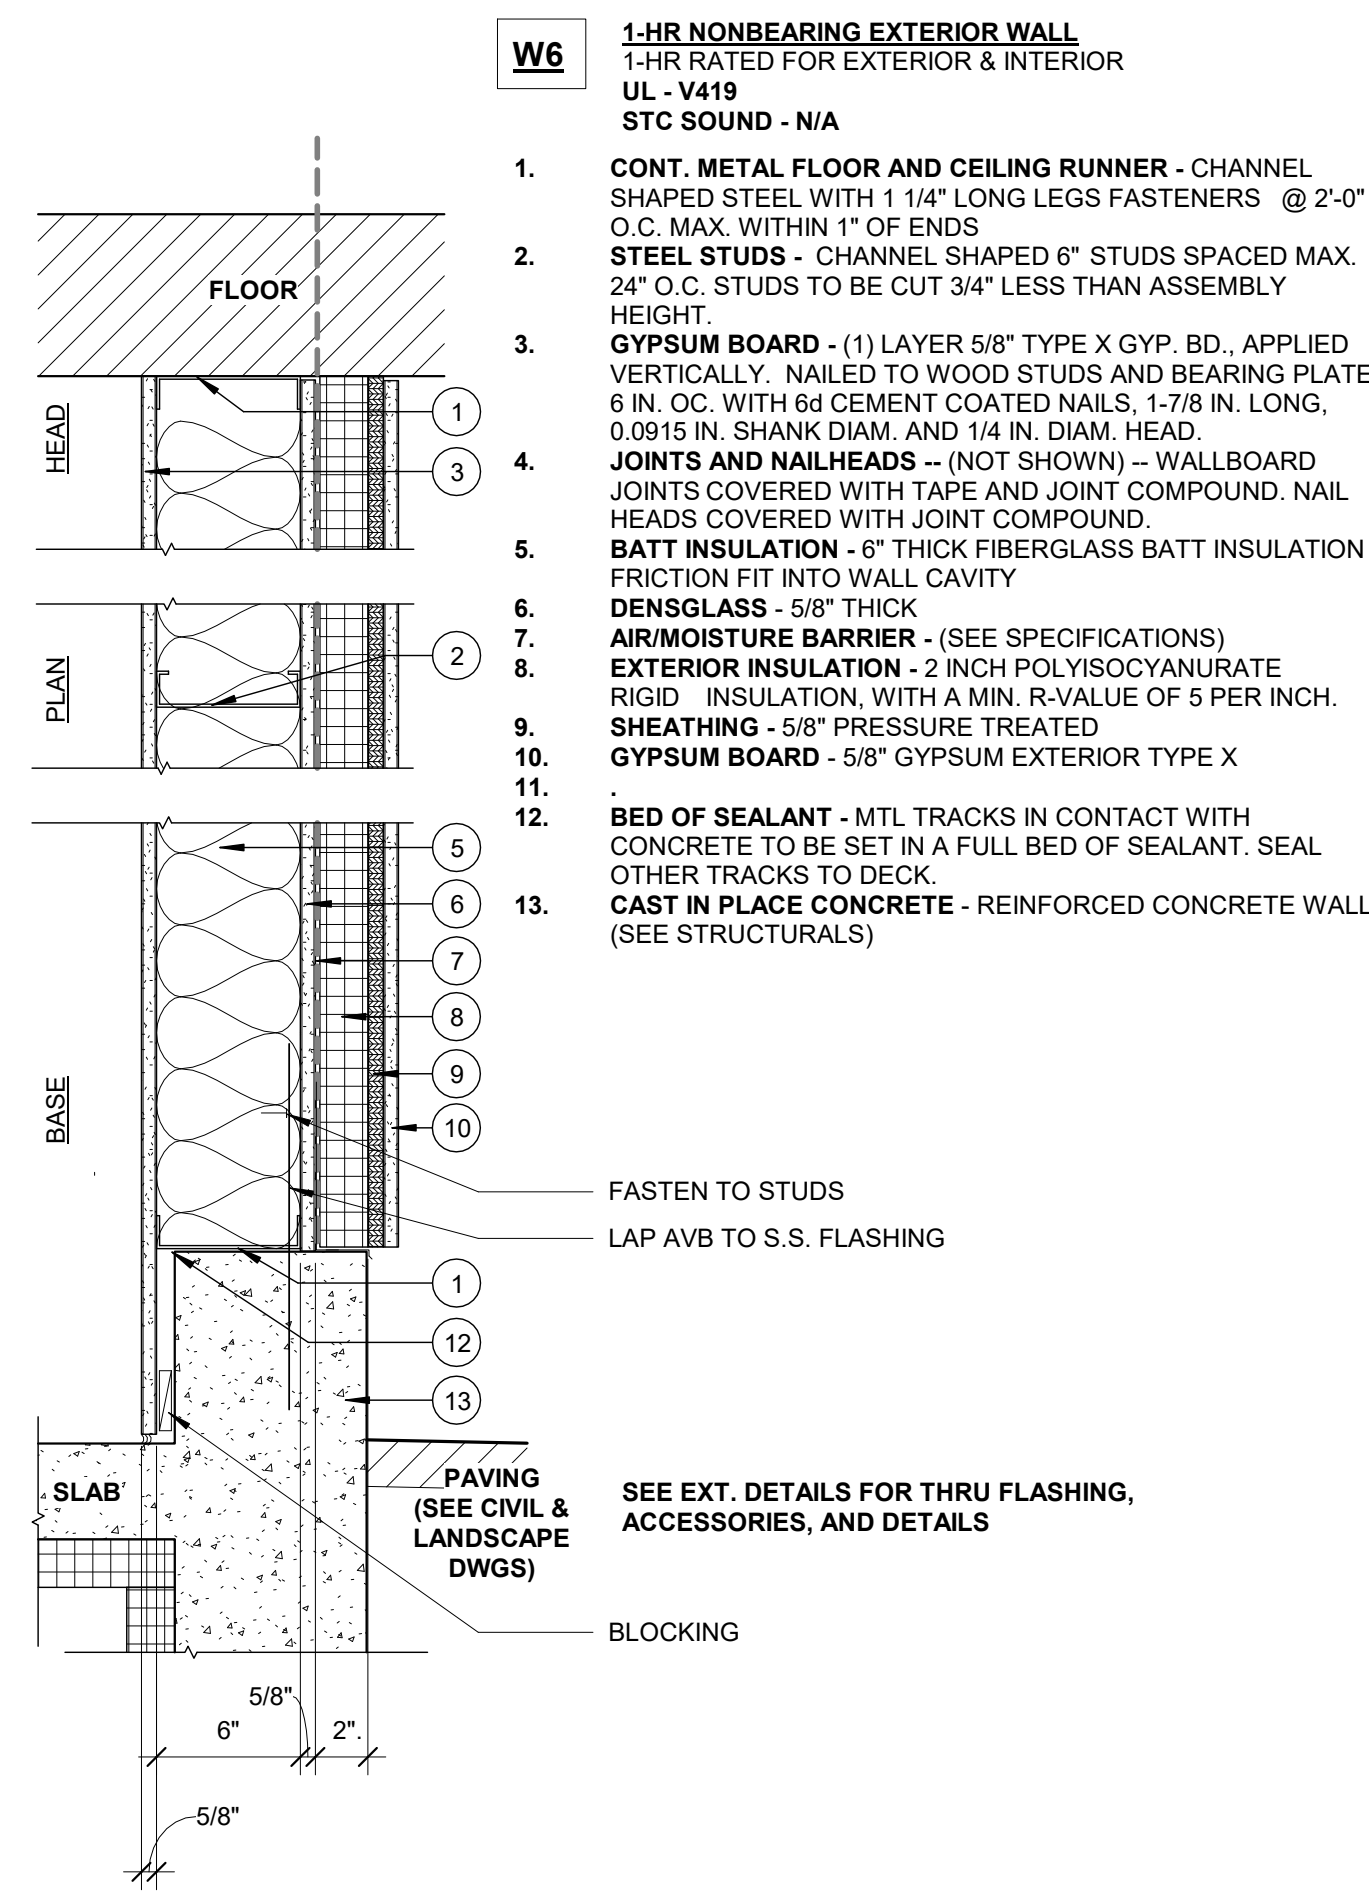 W6
1-HR NONBEARING EXTERIOR WALL
1-HR RATED FOR EXTERIOR & INTERIOR
UL - V419
STC SOUND - N/A
1. CONT. METAL FLOOR AND CEILING RUNNER - CHANNEL
SHAPED STEEL WITH 1 1/4" LONG LEGS FASTENERS @ 2'-0"
O.C. MAX. WITHIN 1" OF ENDS
2. STEEL STUDS - CHANNEL SHAPED 6" STUDS SPACED MAX.
24" O.C. STUDS TO BE CUT 3/4" LESS THAN ASSEMBLY
HEIGHT.
3. GYPSUM BOARD - (1) LAYER 5/8" TYPE X GYP. BD., APPLIED
VERTICALLY. NAILED TO WOOD STUDS AND BEARING PLATE
6 IN. OC. WITH 6d CEMENT COATED NAILS, 1-7/8 IN. LONG,
0.0915 IN. SHANK DIAM. AND 1/4 IN. DIAM. HEAD.
4. JOINTS AND NAILHEADS -- (NOT SHOWN) -- WALLBOARD
JOINTS COVERED WITH TAPE AND JOINT COMPOUND. NAIL
HEADS COVERED WITH JOINT COMPOUND.
5. BATT INSULATION - 6" THICK FIBERGLASS BATT INSULATION
FRICTION FIT INTO WALL CAVITY
6. DENSGLASS - 5/8" THICK
7. AIR/MOISTURE BARRIER - (SEE SPECIFICATIONS)
8. EXTERIOR INSULATION - 2 INCH POLYISOCYANURATE
RIGID INSULATION, WITH A MIN. R-VALUE OF 5 PER INCH.
9. SHEATHING - 5/8" PRESSURE TREATED
10. GYPSUM BOARD - 5/8" GYPSUM EXTERIOR TYPE X
11. .
12. BED OF SEALANT - MTL TRACKS IN CONTACT WITH
CONCRETE TO BE SET IN A FULL BED OF SEALANT. SEAL
OTHER TRACKS TO DECK.
13. CAST IN PLACE CONCRETE - REINFORCED CONCRETE WALL
(SEE STRUCTURALS)
FLOOR
HEAD
1
3
PLAN
2
BASE
5
6
7
8
9
10
FASTEN TO STUDS
LAP AVB TO S.S. FLASHING
1
12
13
SLAB
PAVING
(SEE CIVIL &
LANDSCAPE
DWGS)
SEE EXT. DETAILS FOR THRU FLASHING,
ACCESSORIES, AND DETAILS
BLOCKING
5/8"
6"
2".
5/8"